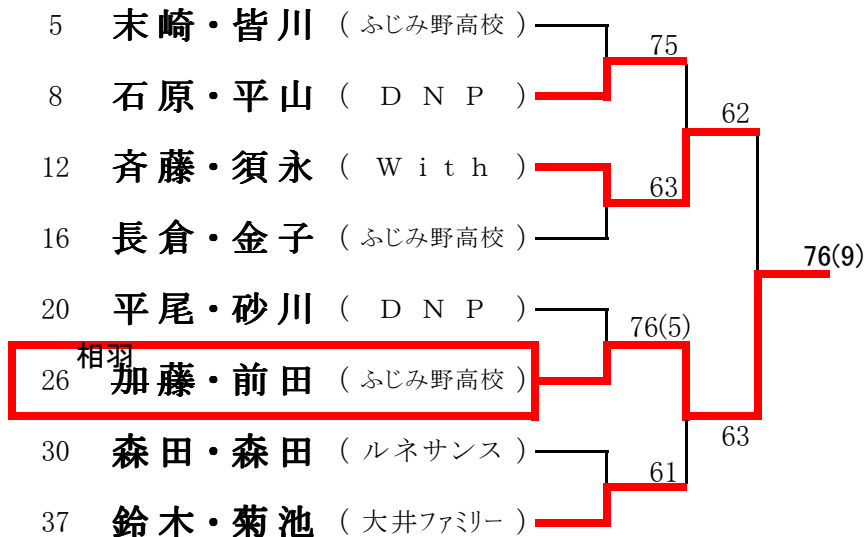 5 末崎・皆川 (ふじみ野高校)
75
8 石原・平山 (DNP)
62
12 斉藤・須永 (With)
63
16 長倉・金子 (ふじみ野高校)
76(9)
20 平尾・砂川 (DNP)
76(5)
相羽
26 加藤・前田 (ふじみ野高校)
63
30 森田・森田 (ルネサンス)
61
37 鈴木・菊池 (大井ファミリー)